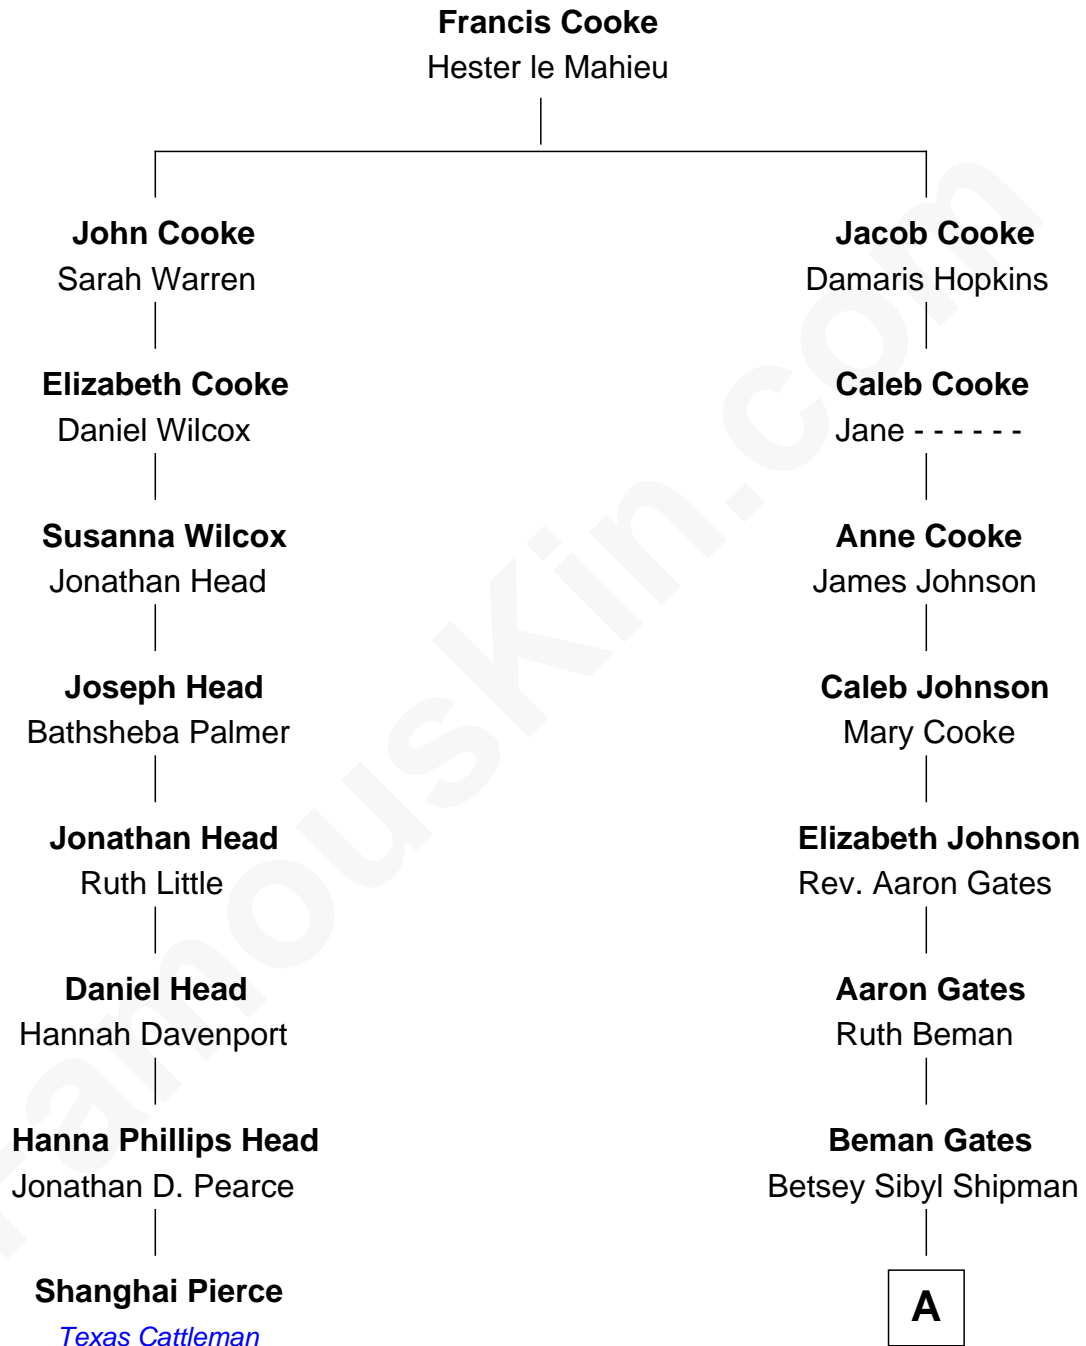 Francis Cooke
Hester le Mahieu
John Cooke
Sarah Warren
Jacob Cooke
Damaris Hopkins
Elizabeth Cooke
Daniel Wilcox
Caleb Cooke
Jane - - - - - -
Susanna Wilcox
Jonathan Head
Anne Cooke
James Johnson
Joseph Head
Bathsheba Palmer
Caleb Johnson
Mary Cooke
Jonathan Head
Ruth Little
Elizabeth Johnson
Rev. Aaron Gates
Daniel Head
Hannah Davenport
Aaron Gates
Ruth Beman
Hanna Phillips Head
Jonathan D. Pearce
Beman Gates
Betsey Sibyl Shipman
Shanghai Pierce
Texas Cattleman
A
FamousKin.com